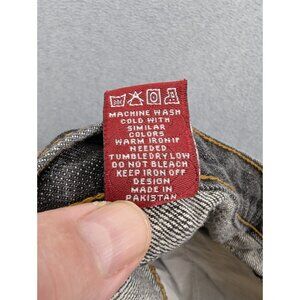 MACHINE WASH
COLD WITH
SIMILAR
COLORS
WARM IRON IF
NEEDED
TUMBLE DRY LOW
DO NOT BLEACH
KEEP IRON OFF
DESIGN
MADE IN
PAKISTAN